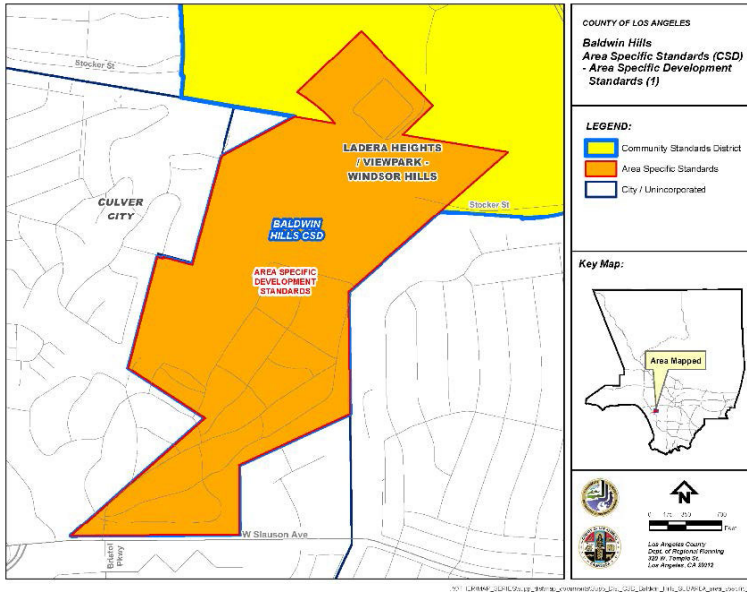 Stocker St
CULVER
CITY
LADERA HEIGHTS
/ VIEWPARK -
WINDSOR HILLS
Stocker St
BALDWIN
HILLS CSD
AREA SPECIFIC
DEVELOPMENT
STANDARDS
W Slauson Ave
Bristol
Pkwy
COUNTY OF LOS ANGELES
Baldwin Hills
Area Specific Standards (CSD)
- Area Specific Development
Standards (1)
LEGEND:
Community Standards District
Area Specific Standards
City / Unincorporated
Key Map:
Area Mapped
N
0
Feet
Los Angeles County
Dept. of Regional Planning
320 W. Temple St.
Los Angeles, CA 90012